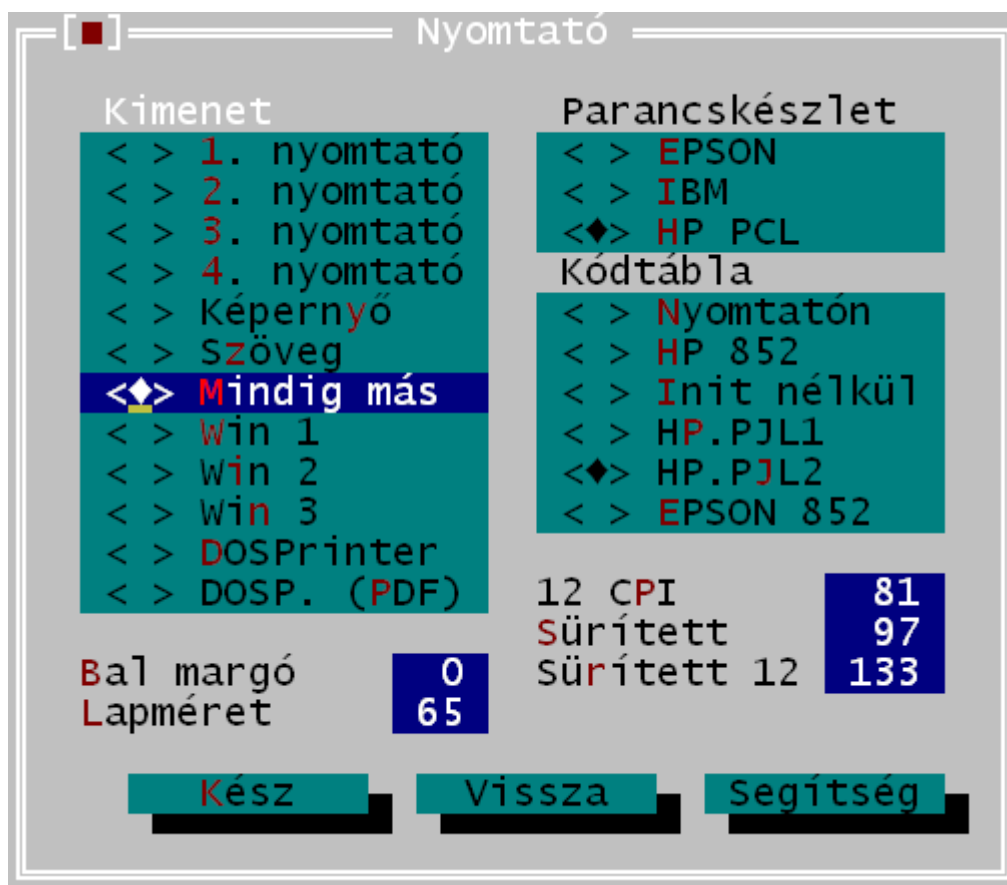 [■] Nyomtató
Kimenet
< > 1. nyomtató
< > 2. nyomtató
< > 3. nyomtató
< > 4. nyomtató
< > Képernyő
< > Szöveg
<♦> Mindig más
< > Win 1
< > Win 2
< > Win 3
< > DOSPrinter
< > DOSP. (PDF)
Bal margó 0
Lapméret 65
Parancskészlet
< > EPSON
< > IBM
<♦> HP PCL
Kódtábla
< > Nyomtatón
< > HP 852
< > Init nélkül
< > HP.PJL1
<♦> HP.PJL2
< > EPSON 852
12 CPI 81
Sürített 97
Sürített 12 133
Kész Vissza Segítség